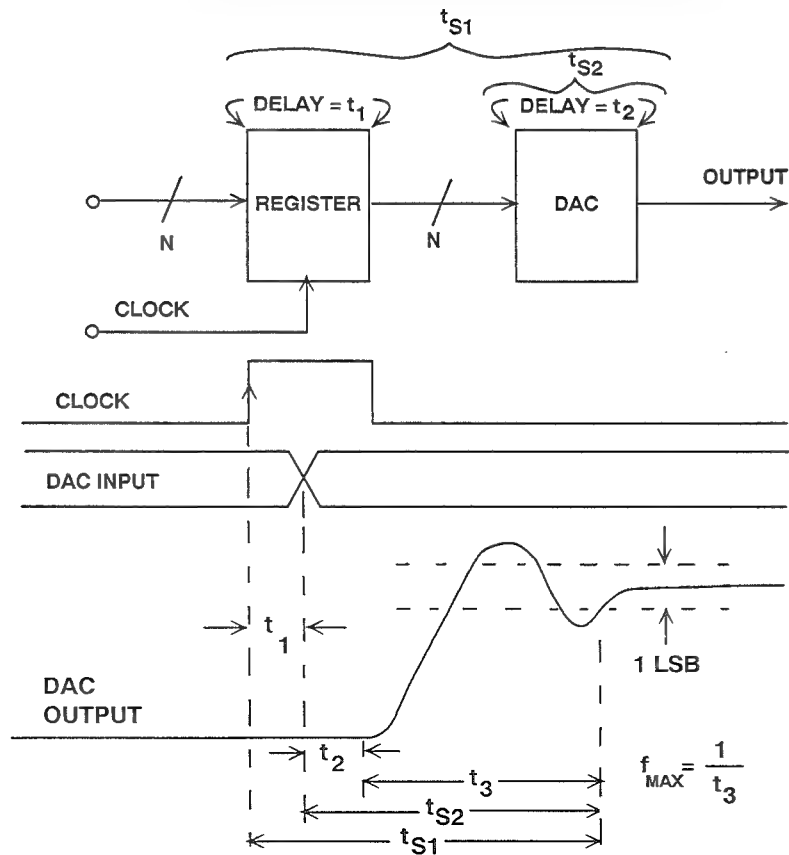 tS1
tS2
DELAY = t1
DELAY = t2
N
REGISTER
N
DAC
OUTPUT
CLOCK
CLOCK
DAC INPUT
t1
1 LSB
DAC
OUTPUT
t2
t3
fMAX = 1/t3
tS2
tS1